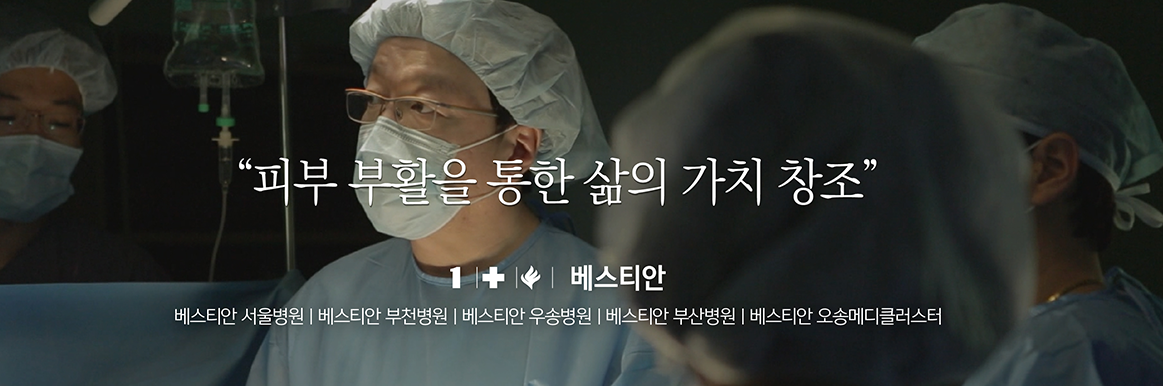 “피부 부활을 통한 삶의 가치 창조”
1 | + | | 베스티안
베스티안 서울병원 | 베스티안 부천병원 | 베스티안 우송병원 | 베스티안 부산병원 | 베스티안 오송메디클러스터